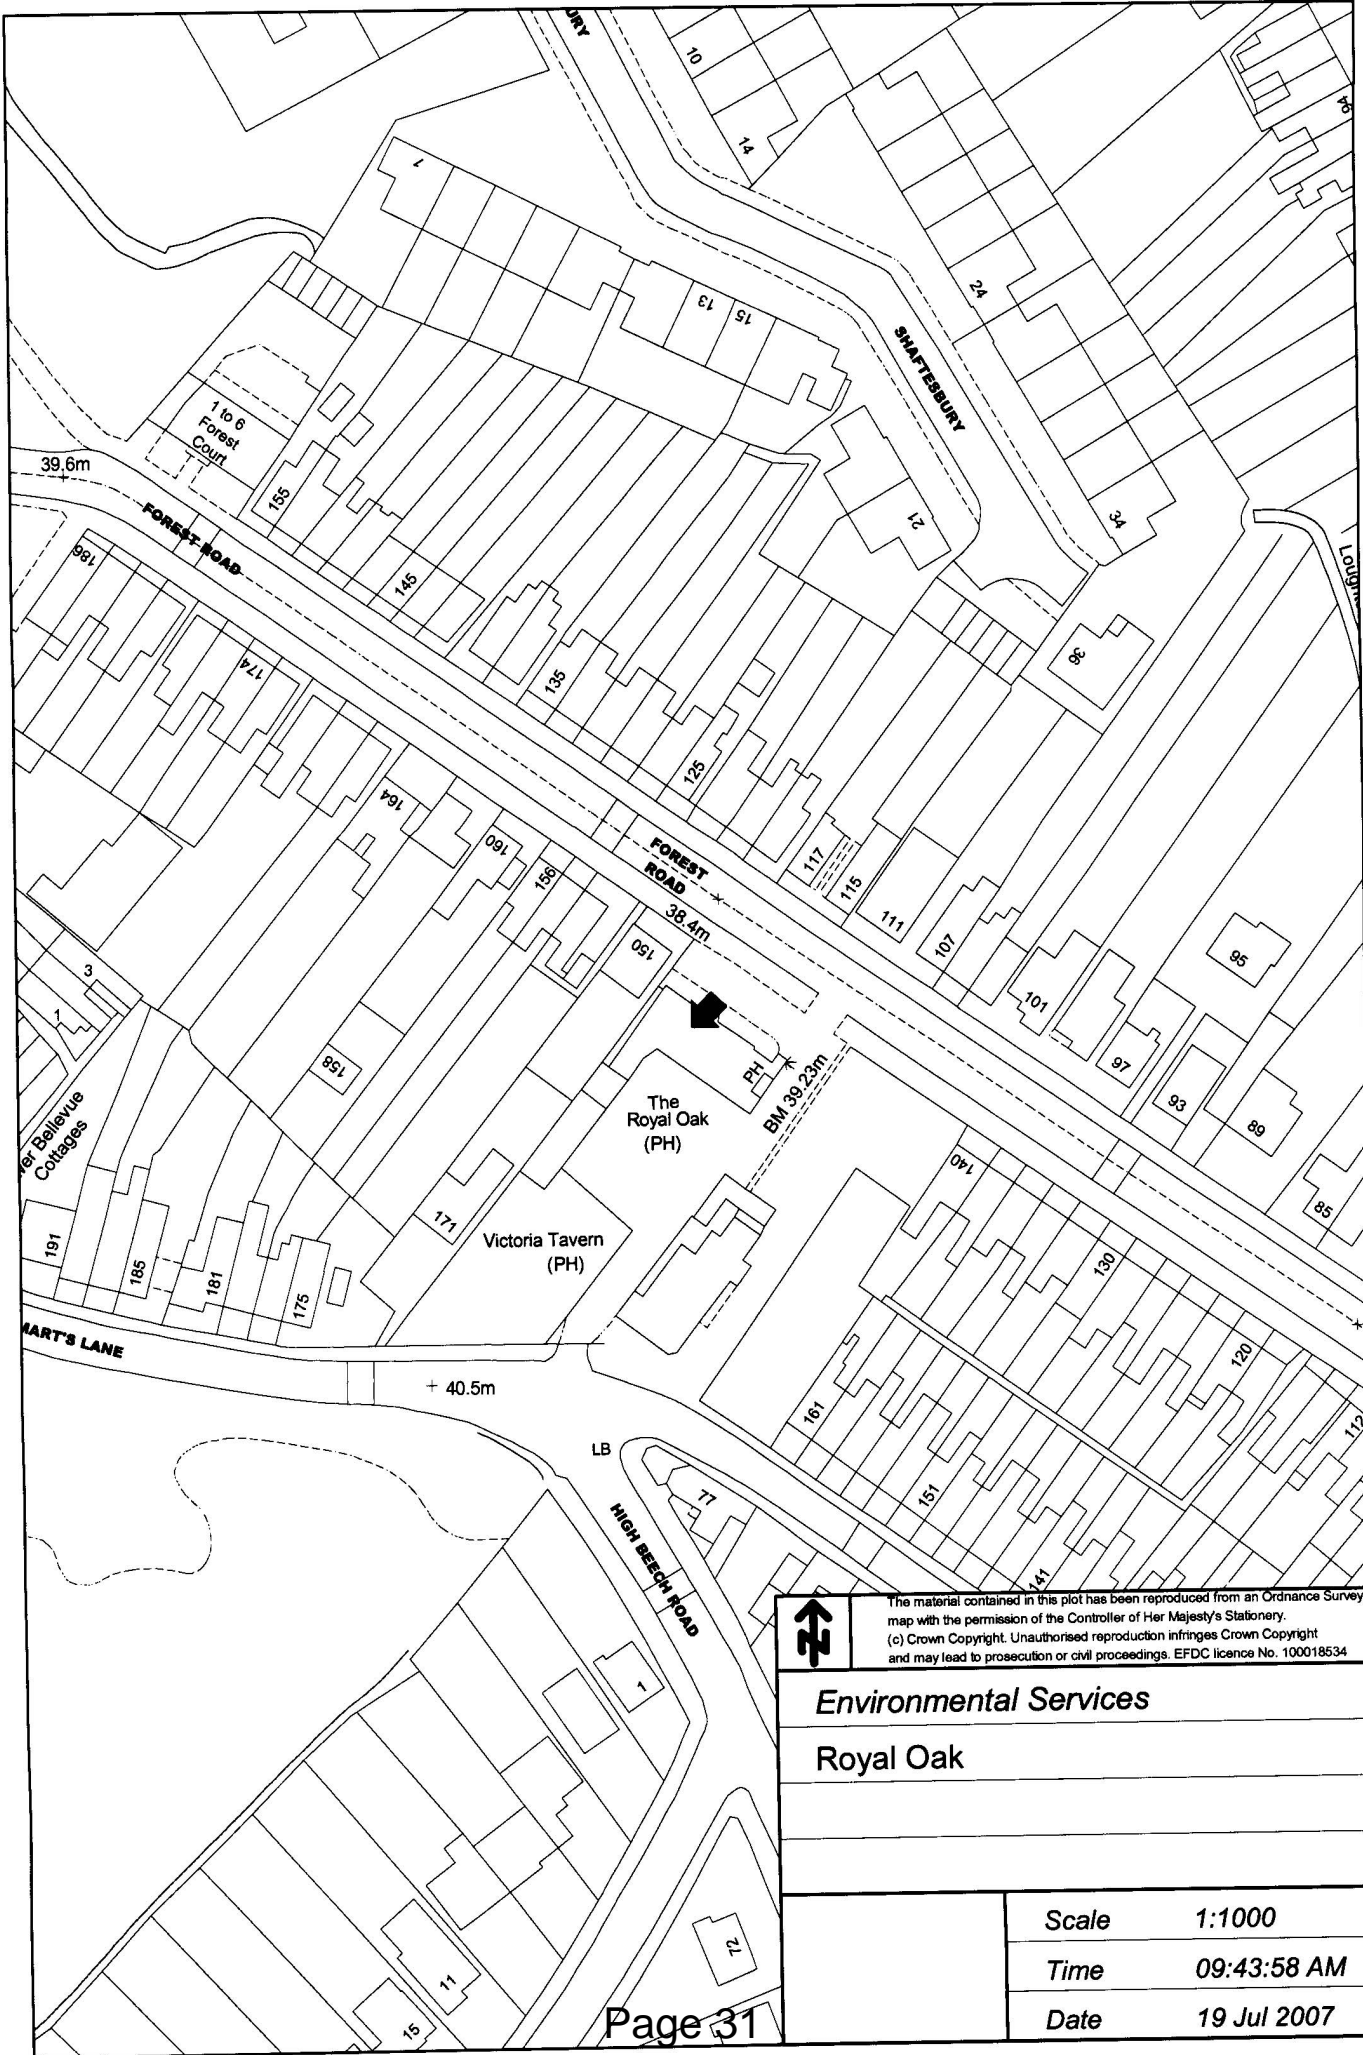 URY
10
14
94
7
13
15
24
SHAFTESBURY
1 to 6
Forest
Court
39.6m
155
FOREST ROAD
21
34
186
145
174
135
36
125
164
160
156
FOREST
ROAD
38.4m
117
115
111
107
150
95
101
3
1
158
97
PH
BM 39.23m
93
89
The
Royal Oak
(PH)
Cottages
140
85
171
Victoria Tavern
(PH)
191
185
181
175
130
MART'S LANE
120
40.5m
161
112
LB
77
151
HIGH BEECH ROAD
141
1
The material contained in this plot has been reproduced from an Ordnance Survey
map with the permission of the Controller of Her Majesty's Stationery.
(c) Crown Copyright. Unauthorised reproduction infringes Crown Copyright
and may lead to prosecution or civil proceedings. EFDC licence No. 100018534
N
Environmental Services
Royal Oak
72
11
15
Scale 1:1000
Time 09:43:58 AM
Date 19 Jul 2007
Page 31